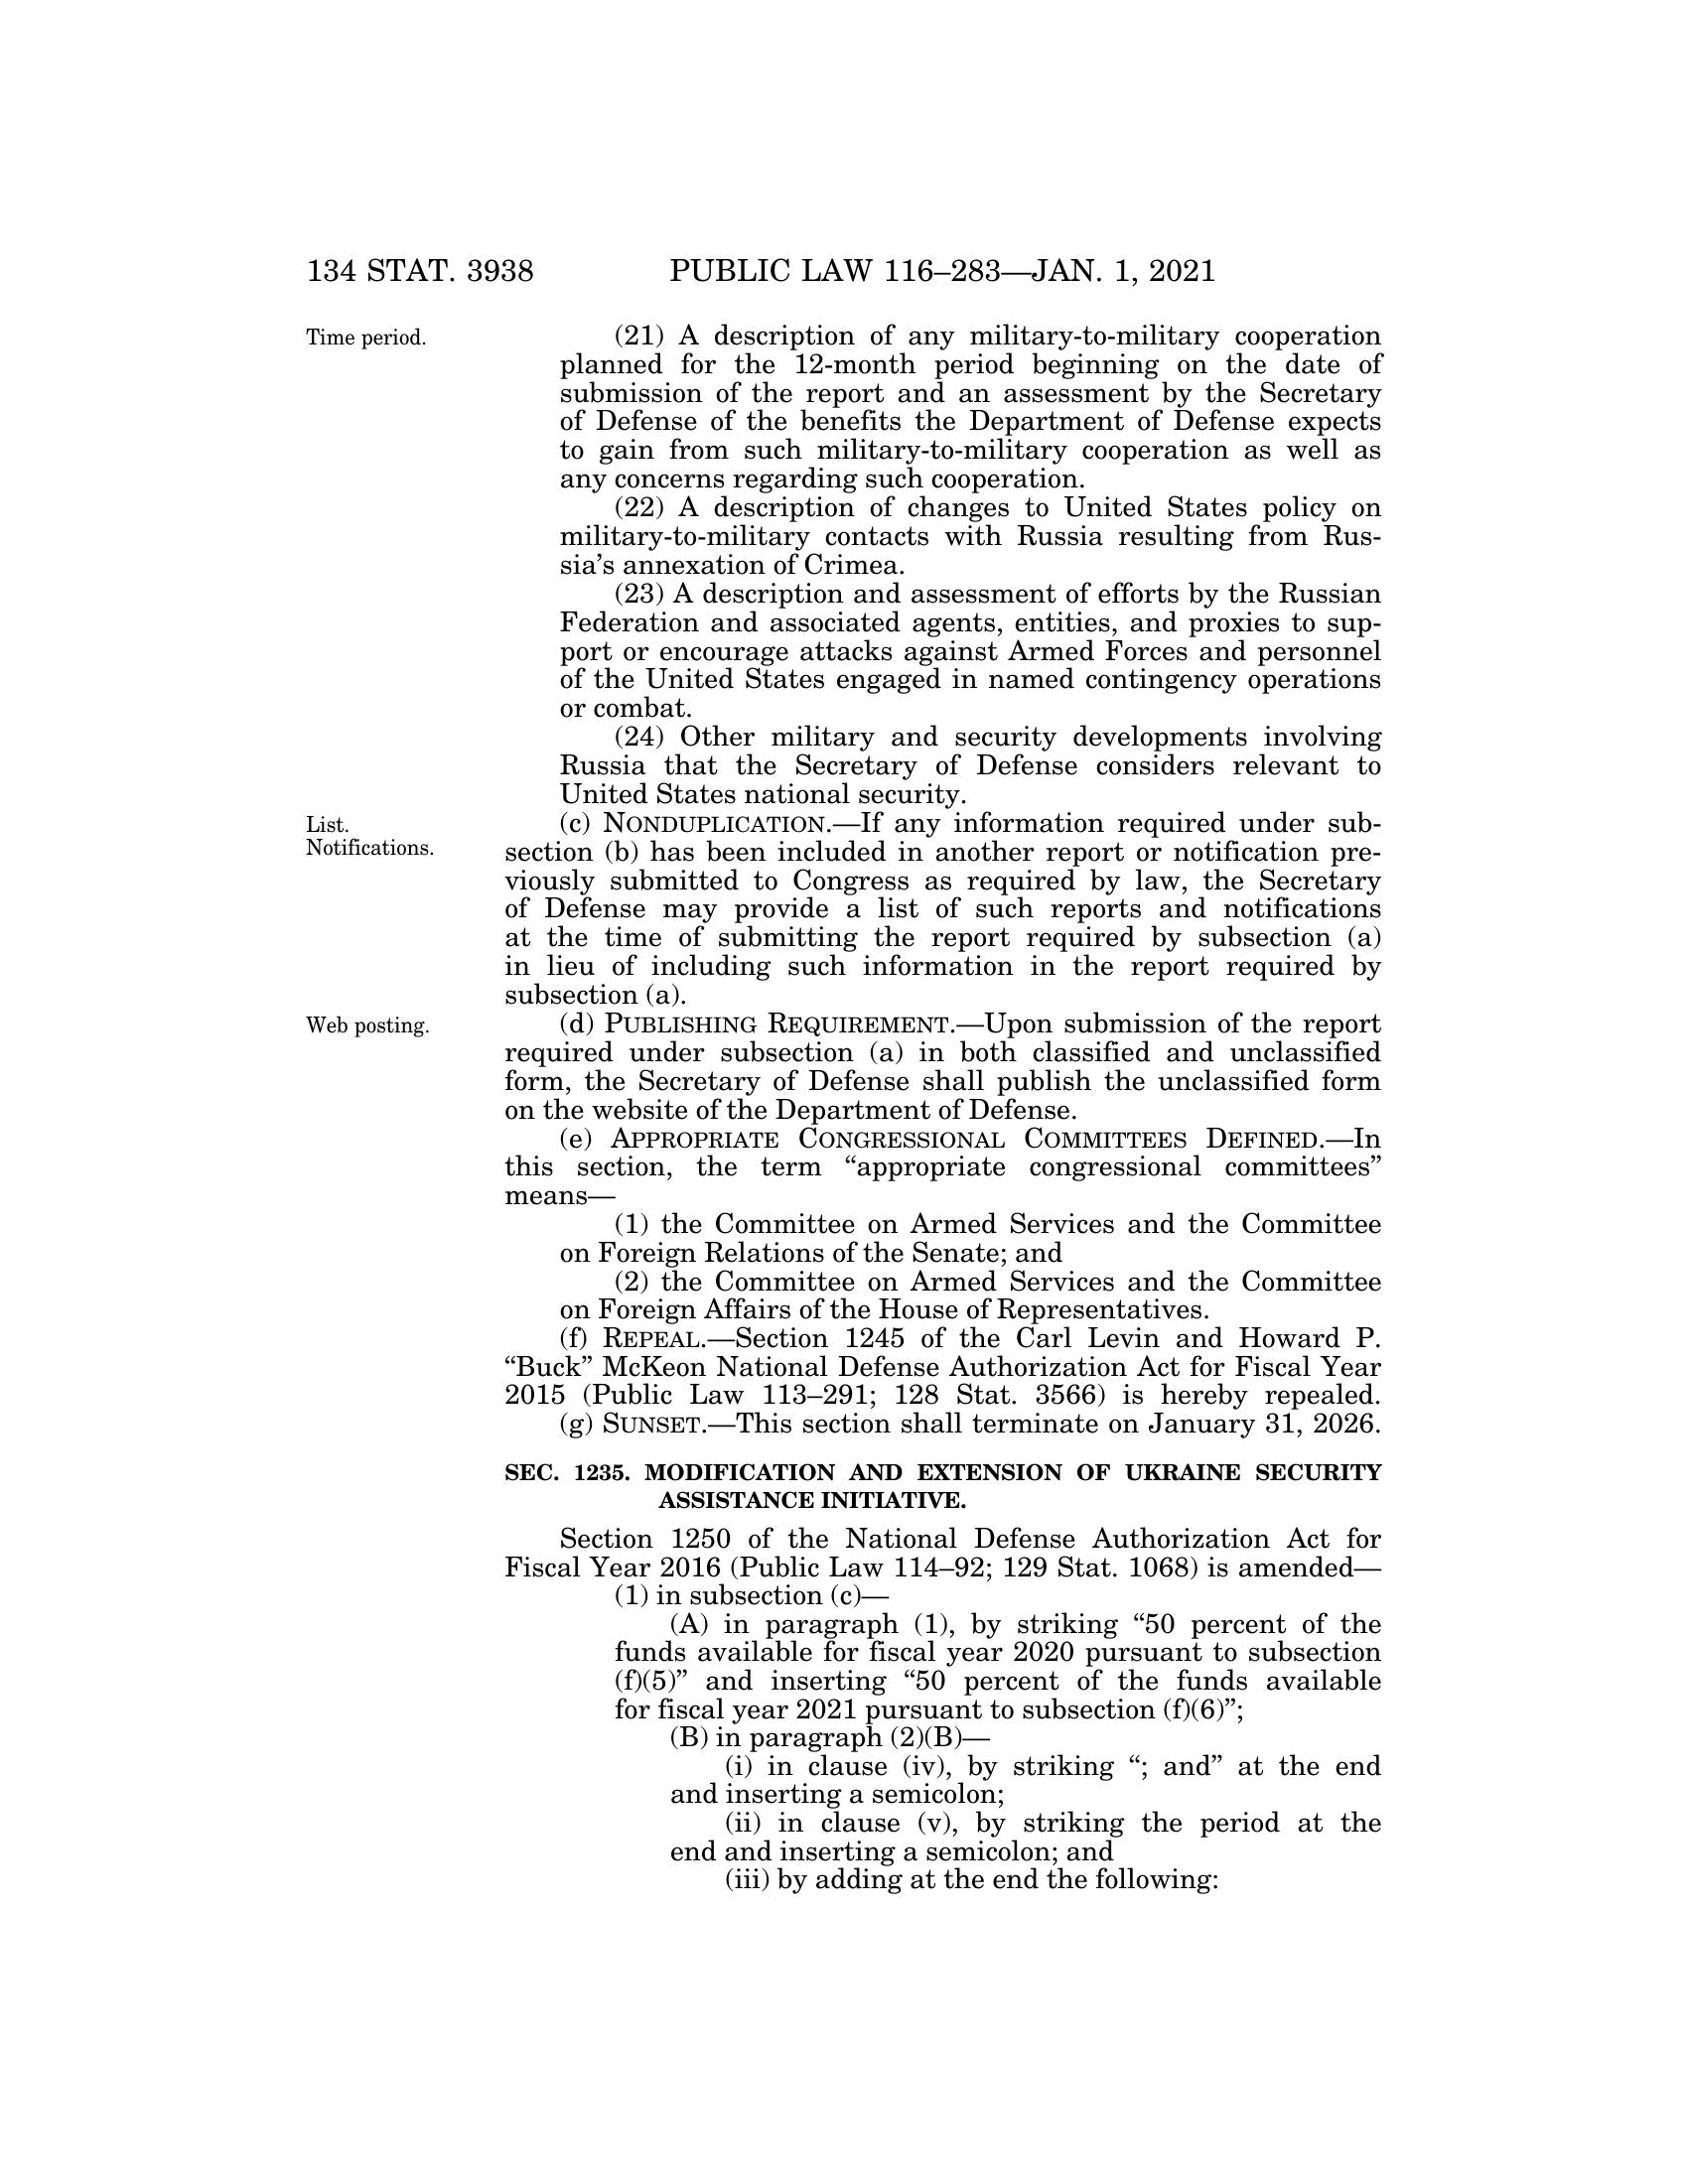 134 STAT. 3938 PUBLIC LAW 116–283—JAN. 1, 2021
Time period.
(21) A description of any military-to-military cooperation
planned for the 12-month period beginning on the date of
submission of the report and an assessment by the Secretary
of Defense of the benefits the Department of Defense expects
to gain from such military-to-military cooperation as well as
any concerns regarding such cooperation.
(22) A description of changes to United States policy on
military-to-military contacts with Russia resulting from Rus-
sia’s annexation of Crimea.
(23) A description and assessment of efforts by the Russian
Federation and associated agents, entities, and proxies to sup-
port or encourage attacks against Armed Forces and personnel
of the United States engaged in named contingency operations
or combat.
(24) Other military and security developments involving
Russia that the Secretary of Defense considers relevant to
United States national security.
List.
Notifications.
(c) NONDUPLICATION.—If any information required under sub-
section (b) has been included in another report or notification pre-
viously submitted to Congress as required by law, the Secretary
of Defense may provide a list of such reports and notifications
at the time of submitting the report required by subsection (a)
in lieu of including such information in the report required by
subsection (a).
Web posting.
(d) PUBLISHING REQUIREMENT.—Upon submission of the report
required under subsection (a) in both classified and unclassified
form, the Secretary of Defense shall publish the unclassified form
on the website of the Department of Defense.
(e) APPROPRIATE CONGRESSIONAL COMMITTEES DEFINED.—In
this section, the term “appropriate congressional committees”
means—
(1) the Committee on Armed Services and the Committee
on Foreign Relations of the Senate; and
(2) the Committee on Armed Services and the Committee
on Foreign Affairs of the House of Representatives.
(f) REPEAL.—Section 1245 of the Carl Levin and Howard P.
“Buck” McKeon National Defense Authorization Act for Fiscal Year
2015 (Public Law 113–291; 128 Stat. 3566) is hereby repealed.
(g) SUNSET.—This section shall terminate on January 31, 2026.
SEC. 1235. MODIFICATION AND EXTENSION OF UKRAINE SECURITY
ASSISTANCE INITIATIVE.
Section 1250 of the National Defense Authorization Act for
Fiscal Year 2016 (Public Law 114–92; 129 Stat. 1068) is amended—
(1) in subsection (c)—
(A) in paragraph (1), by striking “50 percent of the
funds available for fiscal year 2020 pursuant to subsection
(f)(5)” and inserting “50 percent of the funds available
for fiscal year 2021 pursuant to subsection (f)(6)”;
(B) in paragraph (2)(B)—
(i) in clause (iv), by striking “; and” at the end
and inserting a semicolon;
(ii) in clause (v), by striking the period at the
end and inserting a semicolon; and
(iii) by adding at the end the following: